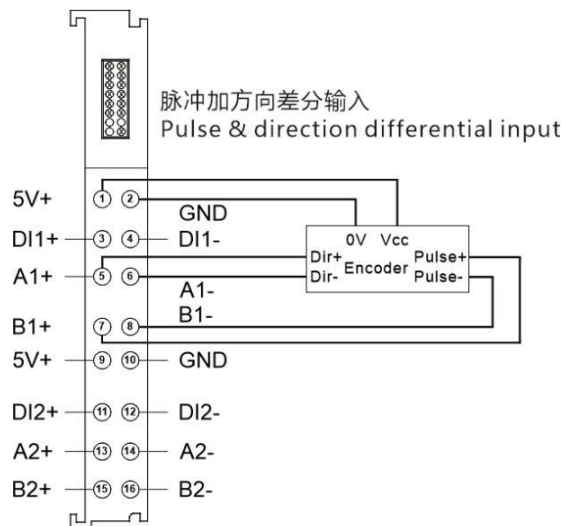 脉冲加方向差分输入
Pulse & direction differential input
5V+ 1 2 GND
DI1+ 3 4 DI1-
A1+ 5 6 A1-
B1+ 7 8 B1-
5V+ 9 10 GND
DI2+ 11 12 DI2-
A2+ 13 14 A2-
B2+ 15 16 B2-
0V Vcc
Dir+ Pulse+
Encoder
Dir- Pulse-